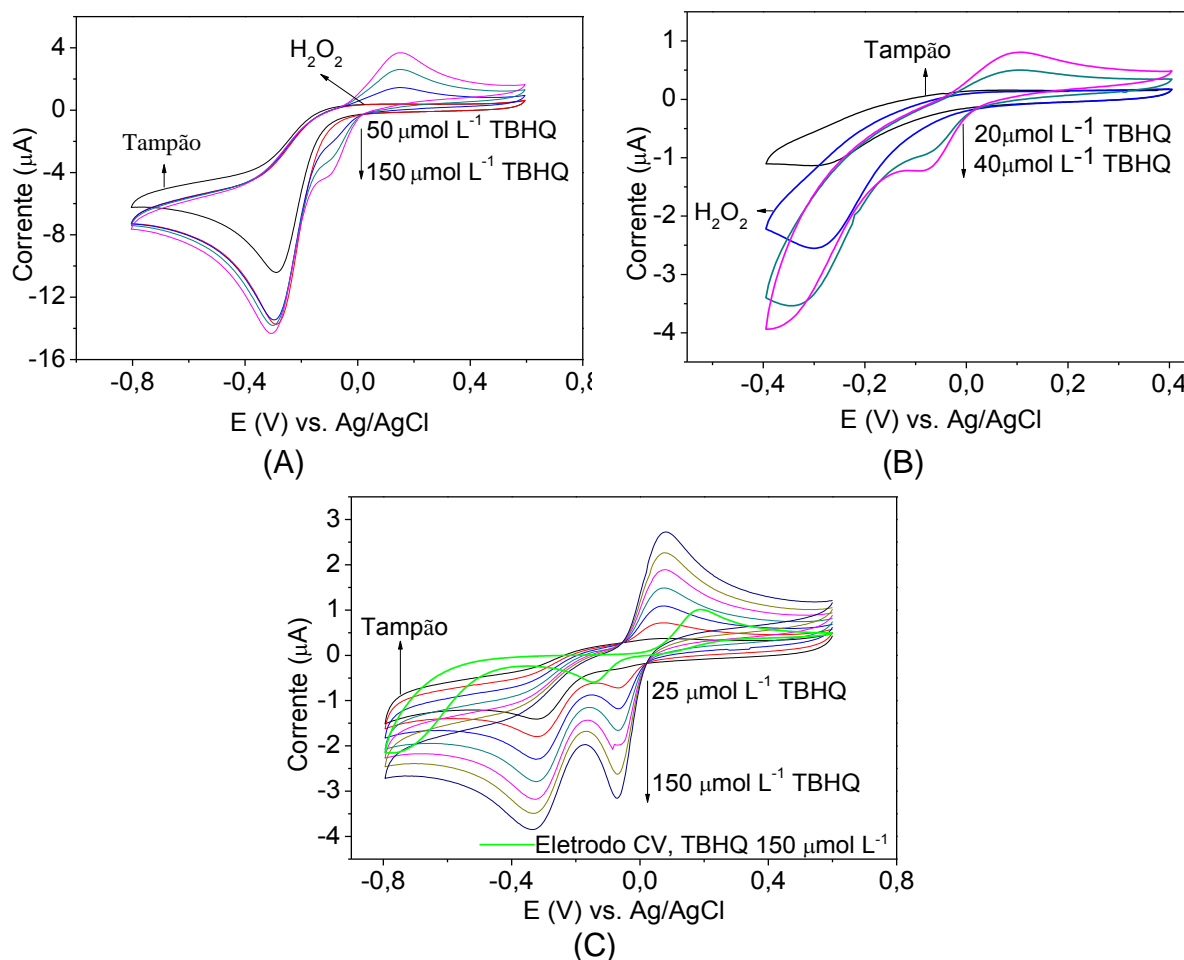 4
0
-4
-8
-12
-16
Corrente (μA)
H₂O₂
Tampão
50 μmol L⁻¹ TBHQ
150 μmol L⁻¹ TBHQ
-0,8 -0,4 0,0 0,4 0,8
E (V) vs. Ag/AgCl
(A)
1
0
-1
-2
-3
-4
Corrente (μA)
Tampão
20μmol L⁻¹ TBHQ
40μmol L⁻¹ TBHQ
H₂O₂
-0,4 -0,2 0,0 0,2 0,4
E (V) vs. Ag/AgCl
(B)
3
2
1
0
-1
-2
-3
-4
Corrente (μA)
Tampão
25 μmol L⁻¹ TBHQ
150 μmol L⁻¹ TBHQ
Eletrodo CV, TBHQ 150 μmol L⁻¹
-0,8 -0,4 0,0 0,4 0,8
E (V) vs. Ag/AgCl
(C)